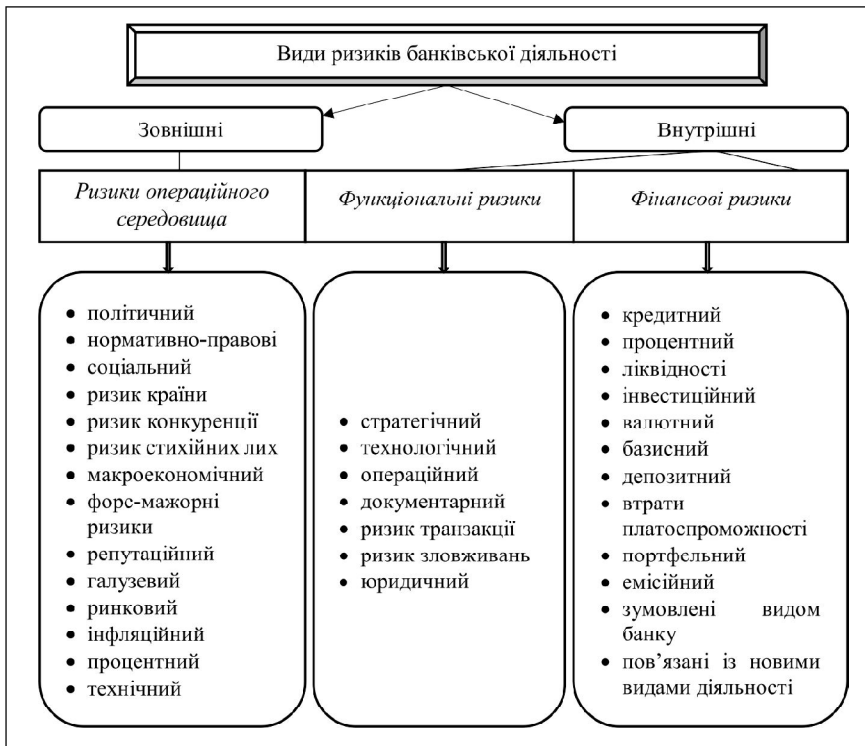 Види ризиків банківської діяльності
Зовнішні
Внутрішні
Ризики операційного
середовища
Функціональні ризики
Фінансові ризики
• політичний
• нормативно-правові
• соціальний
• ризик країни
• ризик конкуренції
• ризик стихійних лих
• макроекономічний
• форс-мажорні
ризики
• репутаційний
• галузевий
• ринковий
• інфляційний
• процентний
• технічний
• стратегічний
• технологічний
• операційний
• документарний
• ризик транзакції
• ризик зловживань
• юридичний
• кредитний
• процентний
• ліквідності
• інвестиційний
• валютний
• базисний
• депозитний
• втрати
платоспроможності
• портфельний
• емісійний
• зумовлені видом
банку
• пов’язані із новими
видами діяльності